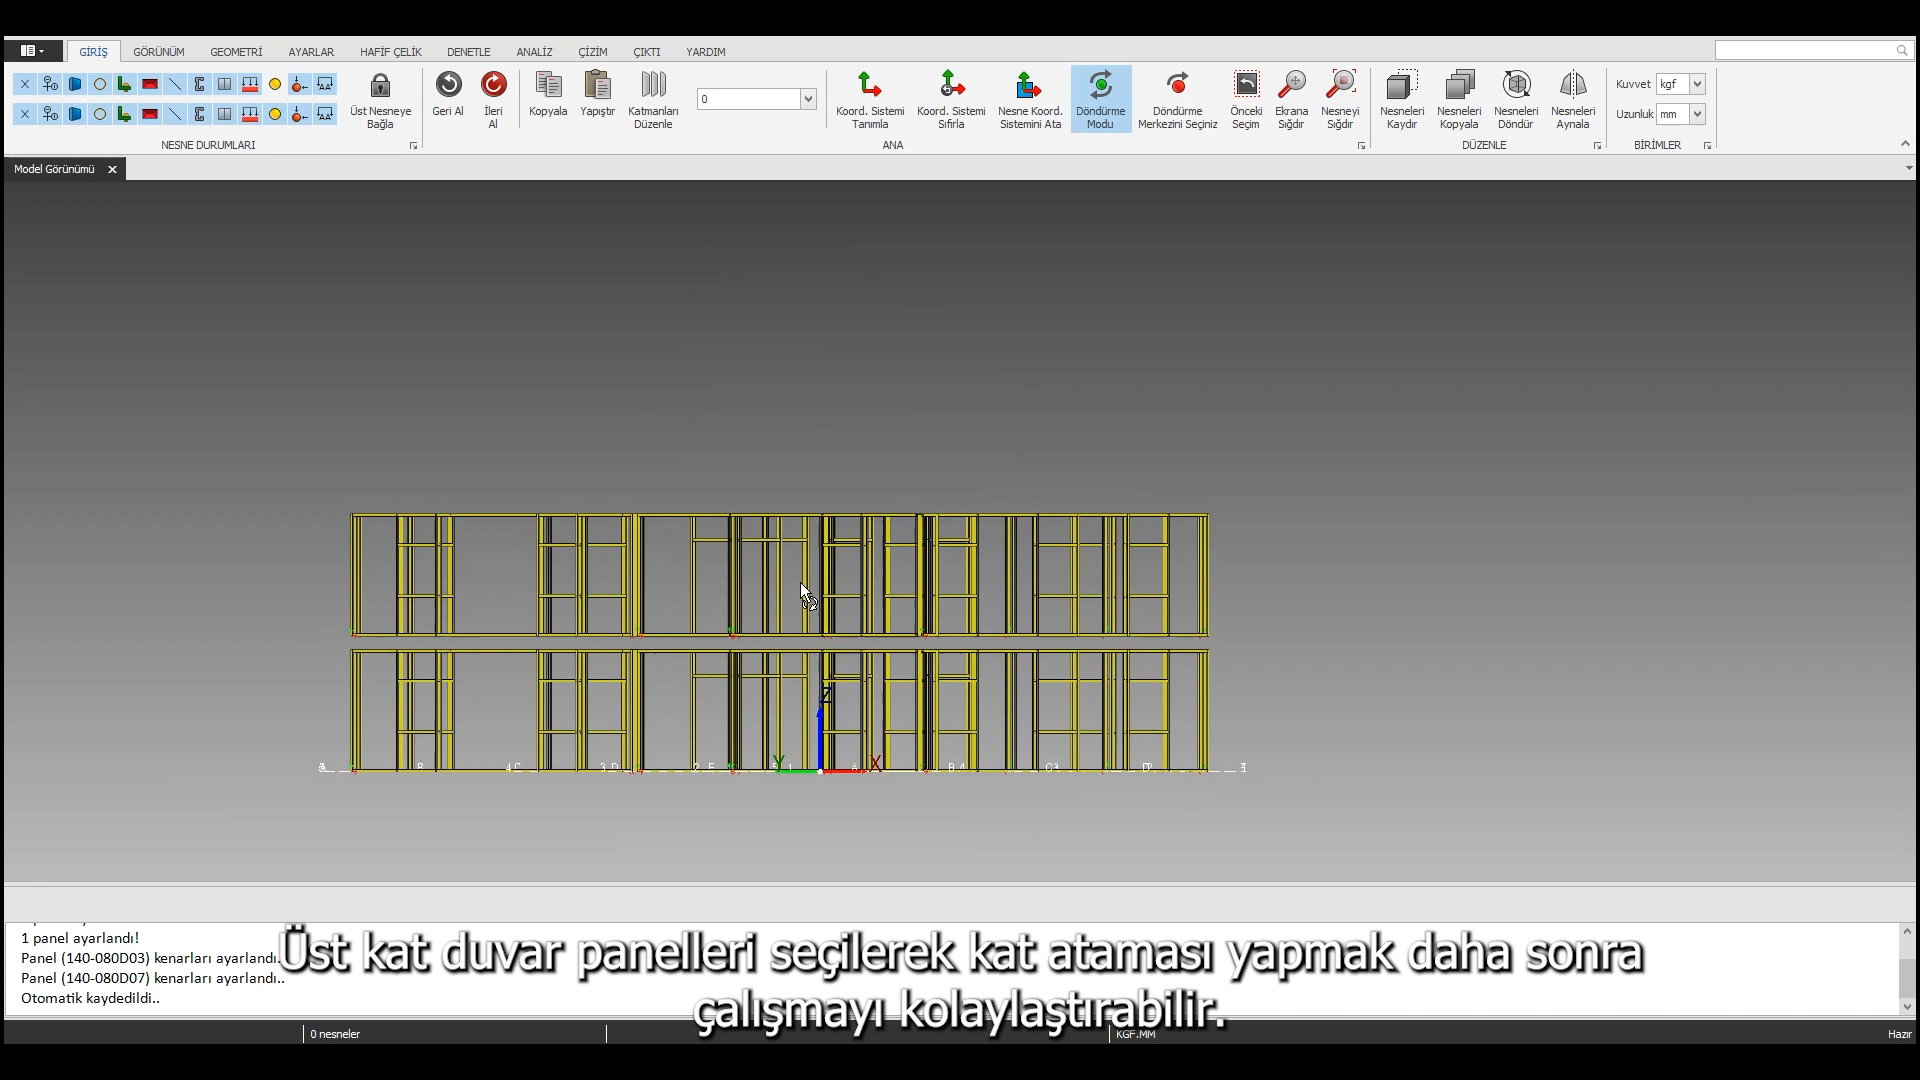 GİRİŞ GÖRÜNÜM GEOMETRİ AYARLAR HAFİF ÇELİK DENETLE ANALİZ ÇİZİM ÇIKTI YARDIM
Üst Nesneye
Bağla
Geri Al
İleri
Al
Kopyala
Yapıştır
Katmanları
Düzenle
0
Koord. Sistemi
Tanımla
Koord. Sistemi
Sıfırla
Nesne Koord.
Sistemini Ata
Döndürme
Modu
Döndürme
Merkezini Seçiniz
Önceki
Seçim
Ekrana
Sığdır
Nesneyi
Sığdır
Nesneleri
Kaydır
Nesneleri
Kopyala
Nesneleri
Döndür
Nesneleri
Aynala
Kuvvet kgf
Uzunluk mm
NESNE DURUMLARI ANA DÜZENLE BİRİMLER
Model Görünümü
Z
Y X
1 panel ayarlandı!
Panel (140-080D03) kenarları ayarlandı..
Panel (140-080D07) kenarları ayarlandı..
Otomatik kaydedildi..
Üst kat duvar panelleri seçilerek kat ataması yapmak daha sonra
çalışmayı kolaylaştırabilir.
0 nesneler KGF.MM Hazır